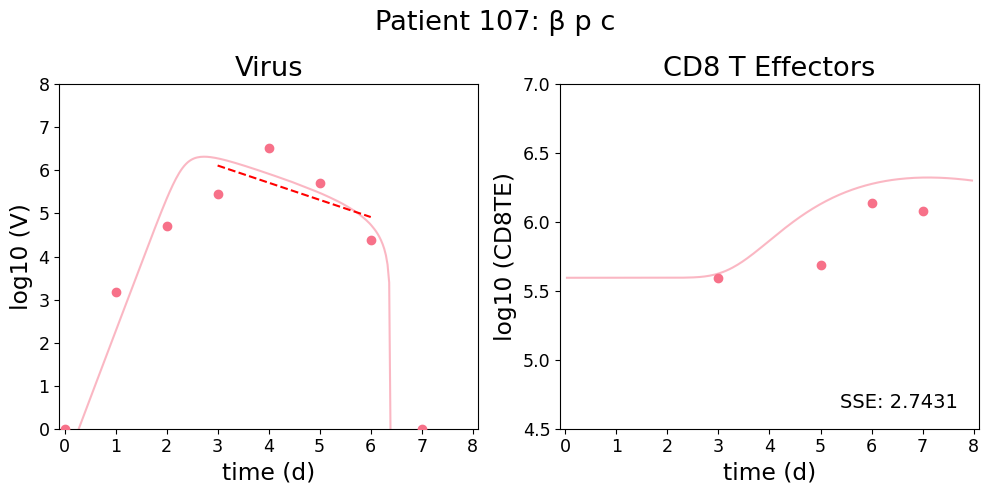 Patient 107: β p c
Virus
CD8 T Effectors
log10 (V)
8
7
6
5
4
3
2
1
0
0 1 2 3 4 5 6 7 8
time (d)
log10 (CD8TE)
7.0
6.5
6.0
5.5
5.0
4.5
SSE: 2.7431
0 1 2 3 4 5 6 7 8
time (d)